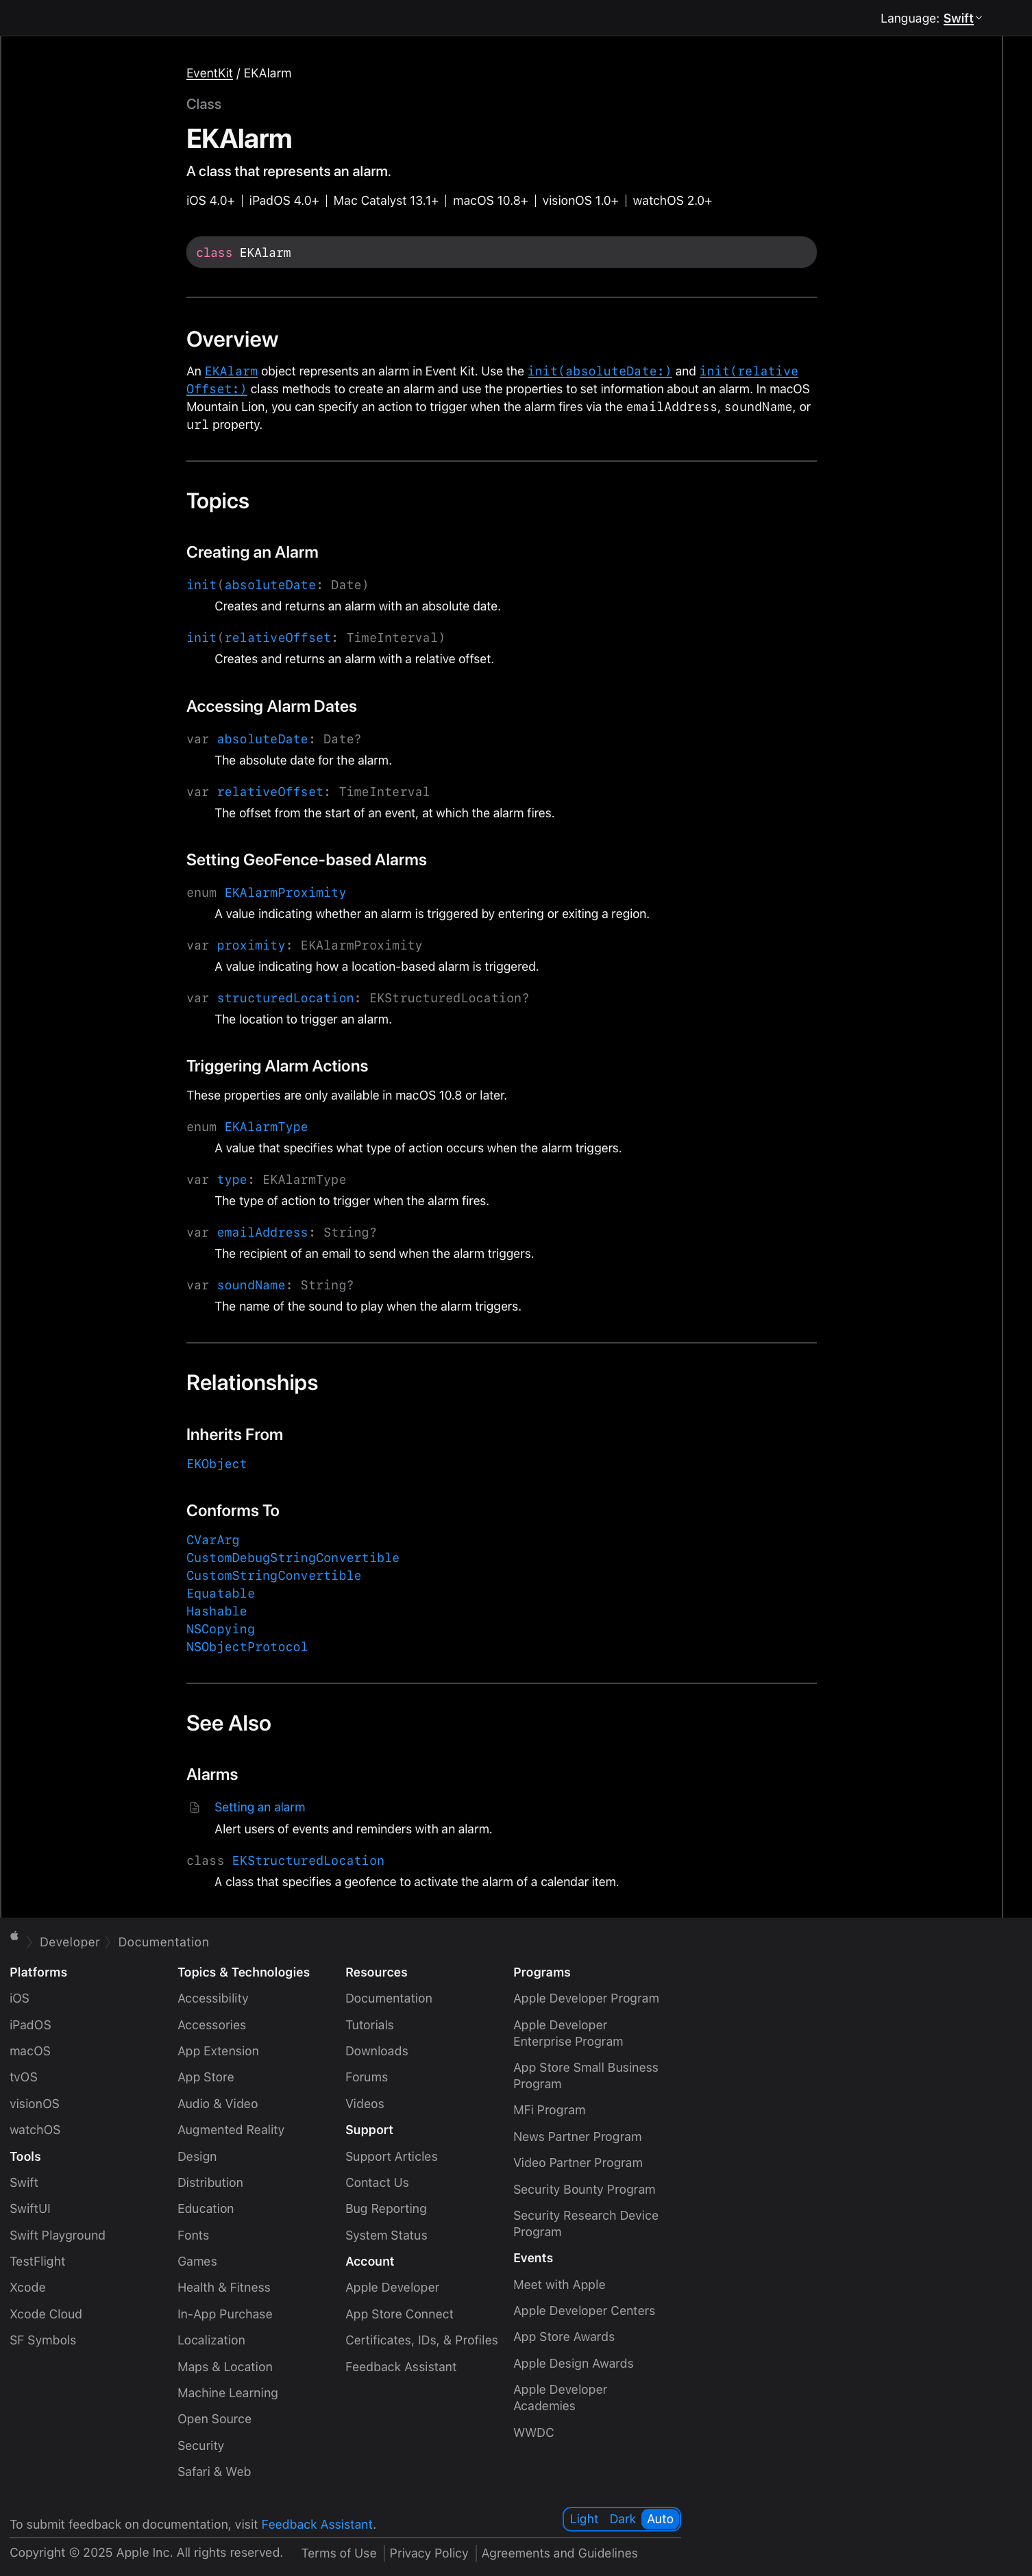 Language: Swift
EventKit / EKAlarm
Class
EKAlarm
A class that represents an alarm.
iOS 4.0+ | iPadOS 4.0+ | Mac Catalyst 13.1+ | macOS 10.8+ | visionOS 1.0+ | watchOS 2.0+
class EKAlarm
Overview
An EKAlarm object represents an alarm in Event Kit. Use the init(absoluteDate:) and init(relative
Offset:) class methods to create an alarm and use the properties to set information about an alarm. In macOS
Mountain Lion, you can specify an action to trigger when the alarm fires via the emailAddress, soundName, or
url property.
Topics
Creating an Alarm
init(absoluteDate: Date)
Creates and returns an alarm with an absolute date.
init(relativeOffset: TimeInterval)
Creates and returns an alarm with a relative offset.
Accessing Alarm Dates
var absoluteDate: Date?
The absolute date for the alarm.
var relativeOffset: TimeInterval
The offset from the start of an event, at which the alarm fires.
Setting GeoFence-based Alarms
enum EKAlarmProximity
A value indicating whether an alarm is triggered by entering or exiting a region.
var proximity: EKAlarmProximity
A value indicating how a location-based alarm is triggered.
var structuredLocation: EKStructuredLocation?
The location to trigger an alarm.
Triggering Alarm Actions
These properties are only available in macOS 10.8 or later.
enum EKAlarmType
A value that specifies what type of action occurs when the alarm triggers.
var type: EKAlarmType
The type of action to trigger when the alarm fires.
var emailAddress: String?
The recipient of an email to send when the alarm triggers.
var soundName: String?
The name of the sound to play when the alarm triggers.
Relationships
Inherits From
EKObject
Conforms To
CVarArg
CustomDebugStringConvertible
CustomStringConvertible
Equatable
Hashable
NSCopying
NSObjectProtocol
See Also
Alarms
Setting an alarm
Alert users of events and reminders with an alarm.
class EKStructuredLocation
A class that specifies a geofence to activate the alarm of a calendar item.
Developer Documentation
Platforms
iOS
iPadOS
macOS
tvOS
visionOS
watchOS
Tools
Swift
SwiftUI
Swift Playground
TestFlight
Xcode
Xcode Cloud
SF Symbols
Topics & Technologies
Accessibility
Accessories
App Extension
App Store
Audio & Video
Augmented Reality
Design
Distribution
Education
Fonts
Games
Health & Fitness
In-App Purchase
Localization
Maps & Location
Machine Learning
Open Source
Security
Safari & Web
Resources
Documentation
Tutorials
Downloads
Forums
Videos
Support
Support Articles
Contact Us
Bug Reporting
System Status
Account
Apple Developer
App Store Connect
Certificates, IDs, & Profiles
Feedback Assistant
Programs
Apple Developer Program
Apple Developer
Enterprise Program
App Store Small Business
Program
MFi Program
News Partner Program
Video Partner Program
Security Bounty Program
Security Research Device
Program
Events
Meet with Apple
Apple Developer Centers
App Store Awards
Apple Design Awards
Apple Developer
Academies
WWDC
To submit feedback on documentation, visit Feedback Assistant.
Light Dark Auto
Copyright © 2025 Apple Inc. All rights reserved. Terms of Use | Privacy Policy | Agreements and Guidelines